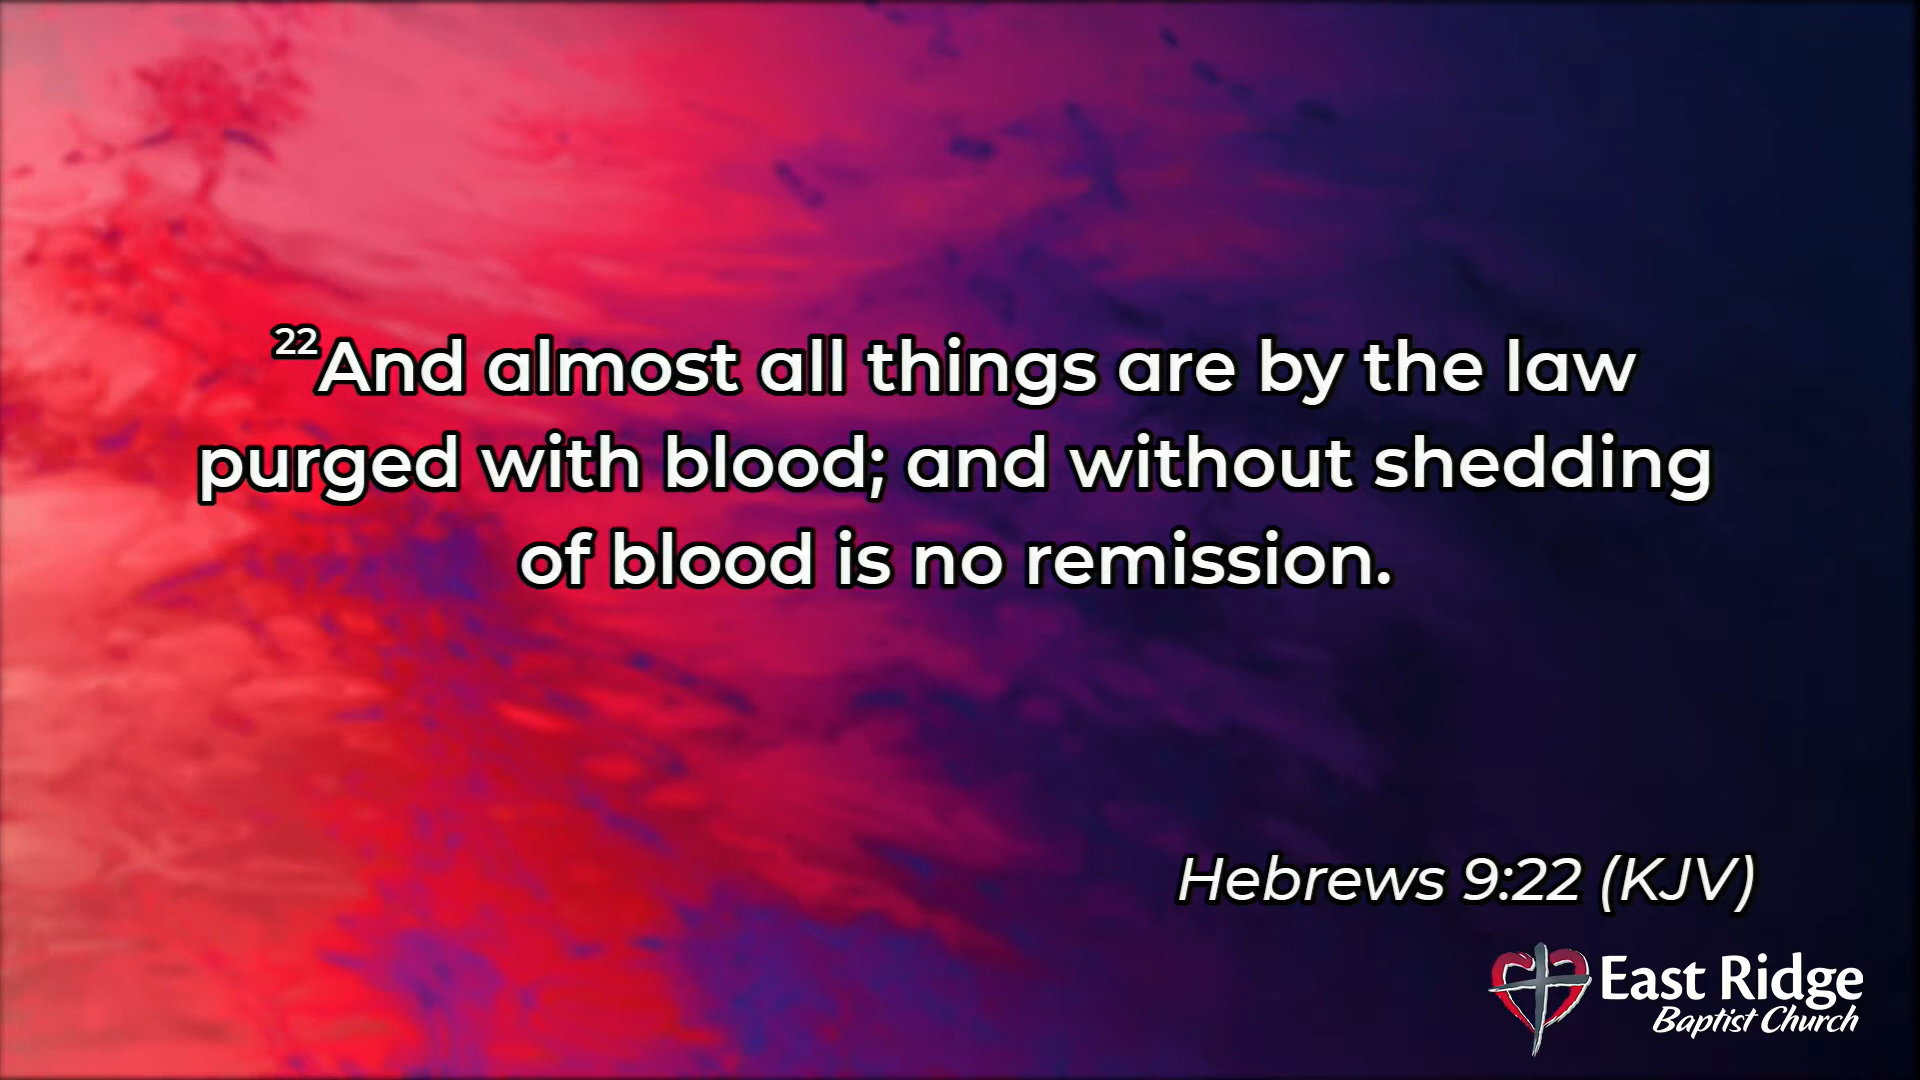 22And almost all things are by the law
purged with blood; and without shedding
of blood is no remission.
Hebrews 9:22 (KJV)
East Ridge
Baptist Church